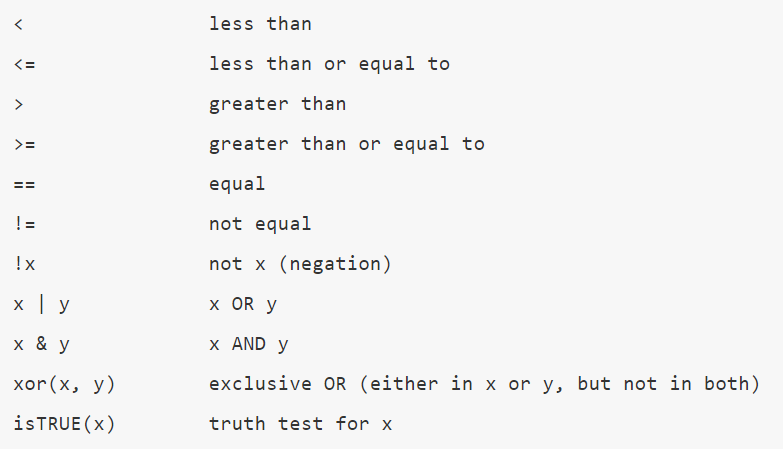 < less than
<= less than or equal to
> greater than
>= greater than or equal to
== equal
!= not equal
!x not x (negation)
x | y x OR y
x & y x AND y
xor(x, y) exclusive OR (either in x or y, but not in both)
isTRUE(x) truth test for x